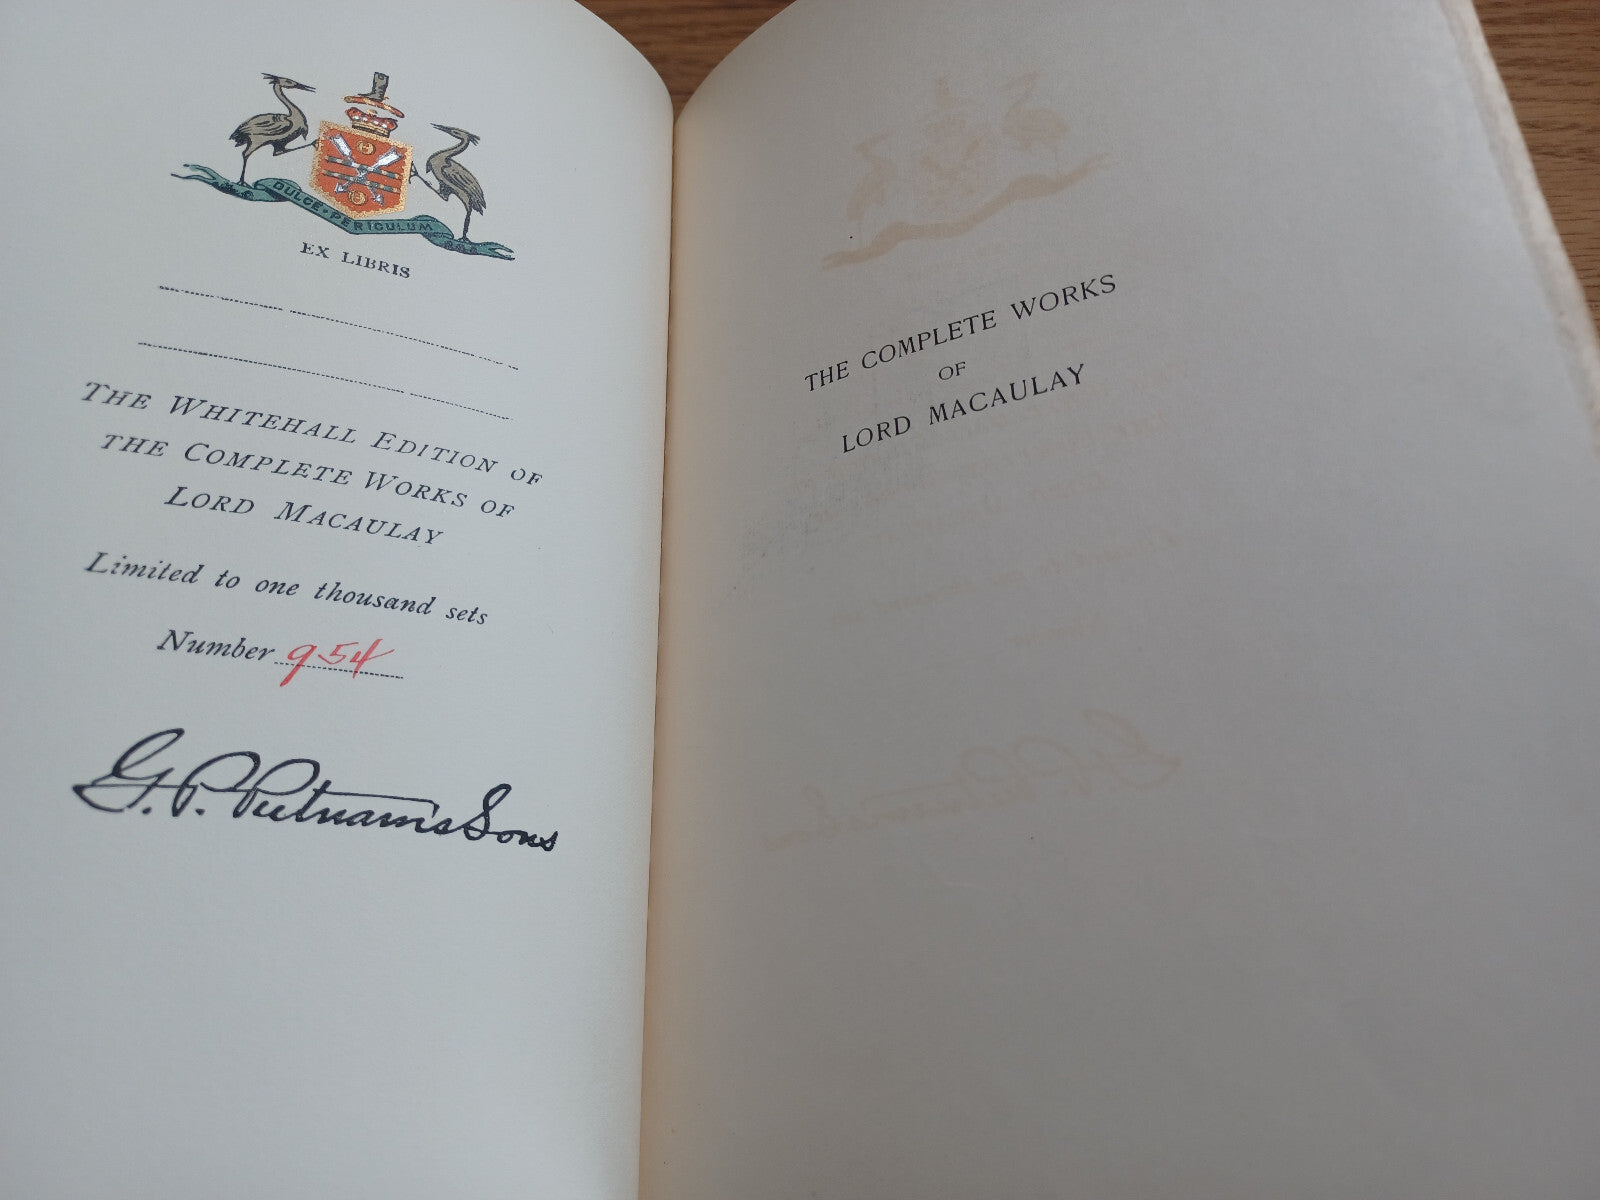 DULCE • PERICULUM
EX LIBRIS
THE WHITEHALL EDITION OF
THE COMPLETE WORKS OF
LORD MACAULAY
Limited to one thousand sets
Number 954
G. P. Putnam's Sons
THE COMPLETE WORKS
OF
LORD MACAULAY